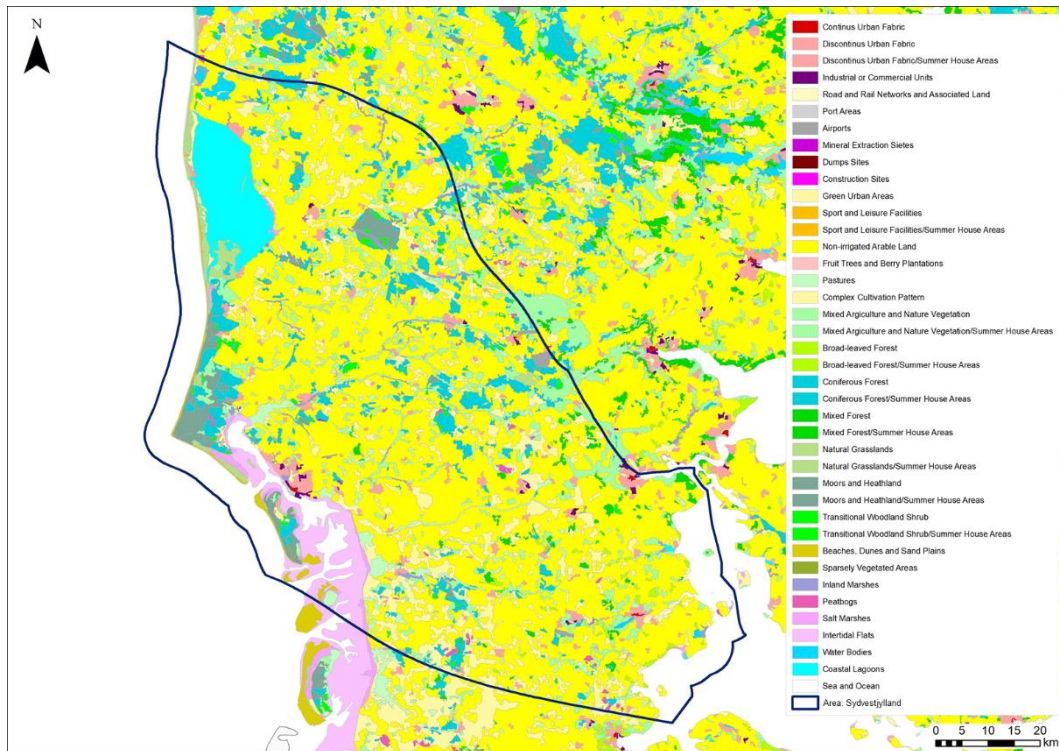 N
Continus Urban Fabric
Discontinus Urban Fabric
Discontinus Urban Fabric/Summer House Areas
Industrial or Commercial Units
Road and Rail Networks and Associated Land
Port Areas
Airports
Mineral Extraction Sietes
Dumps Sites
Construction Sites
Green Urban Areas
Sport and Leisure Facilities
Sport and Leisure Facilities/Summer House Areas
Non-irrigated Arable Land
Fruit Trees and Berry Plantations
Pastures
Complex Cultivation Pattern
Mixed Argiculture and Nature Vegetation
Mixed Argiculture and Nature Vegetation/Summer House Areas
Broad-leaved Forest
Broad-leaved Forest/Summer House Areas
Coniferous Forest
Coniferous Forest/Summer House Areas
Mixed Forest
Mixed Forest/Summer House Areas
Natural Grasslands
Natural Grasslands/Summer House Areas
Moors and Heathland
Moors and Heathland/Summer House Areas
Transitional Woodland Shrub
Transitional Woodland Shrub/Summer House Areas
Beaches, Dunes and Sand Plains
Sparsely Vegetated Areas
Inland Marshes
Peatbogs
Salt Marshes
Intertidal Flats
Water Bodies
Coastal Lagoons
Sea and Ocean
Area: Sydvestjylland
0 5 10 15 20
km